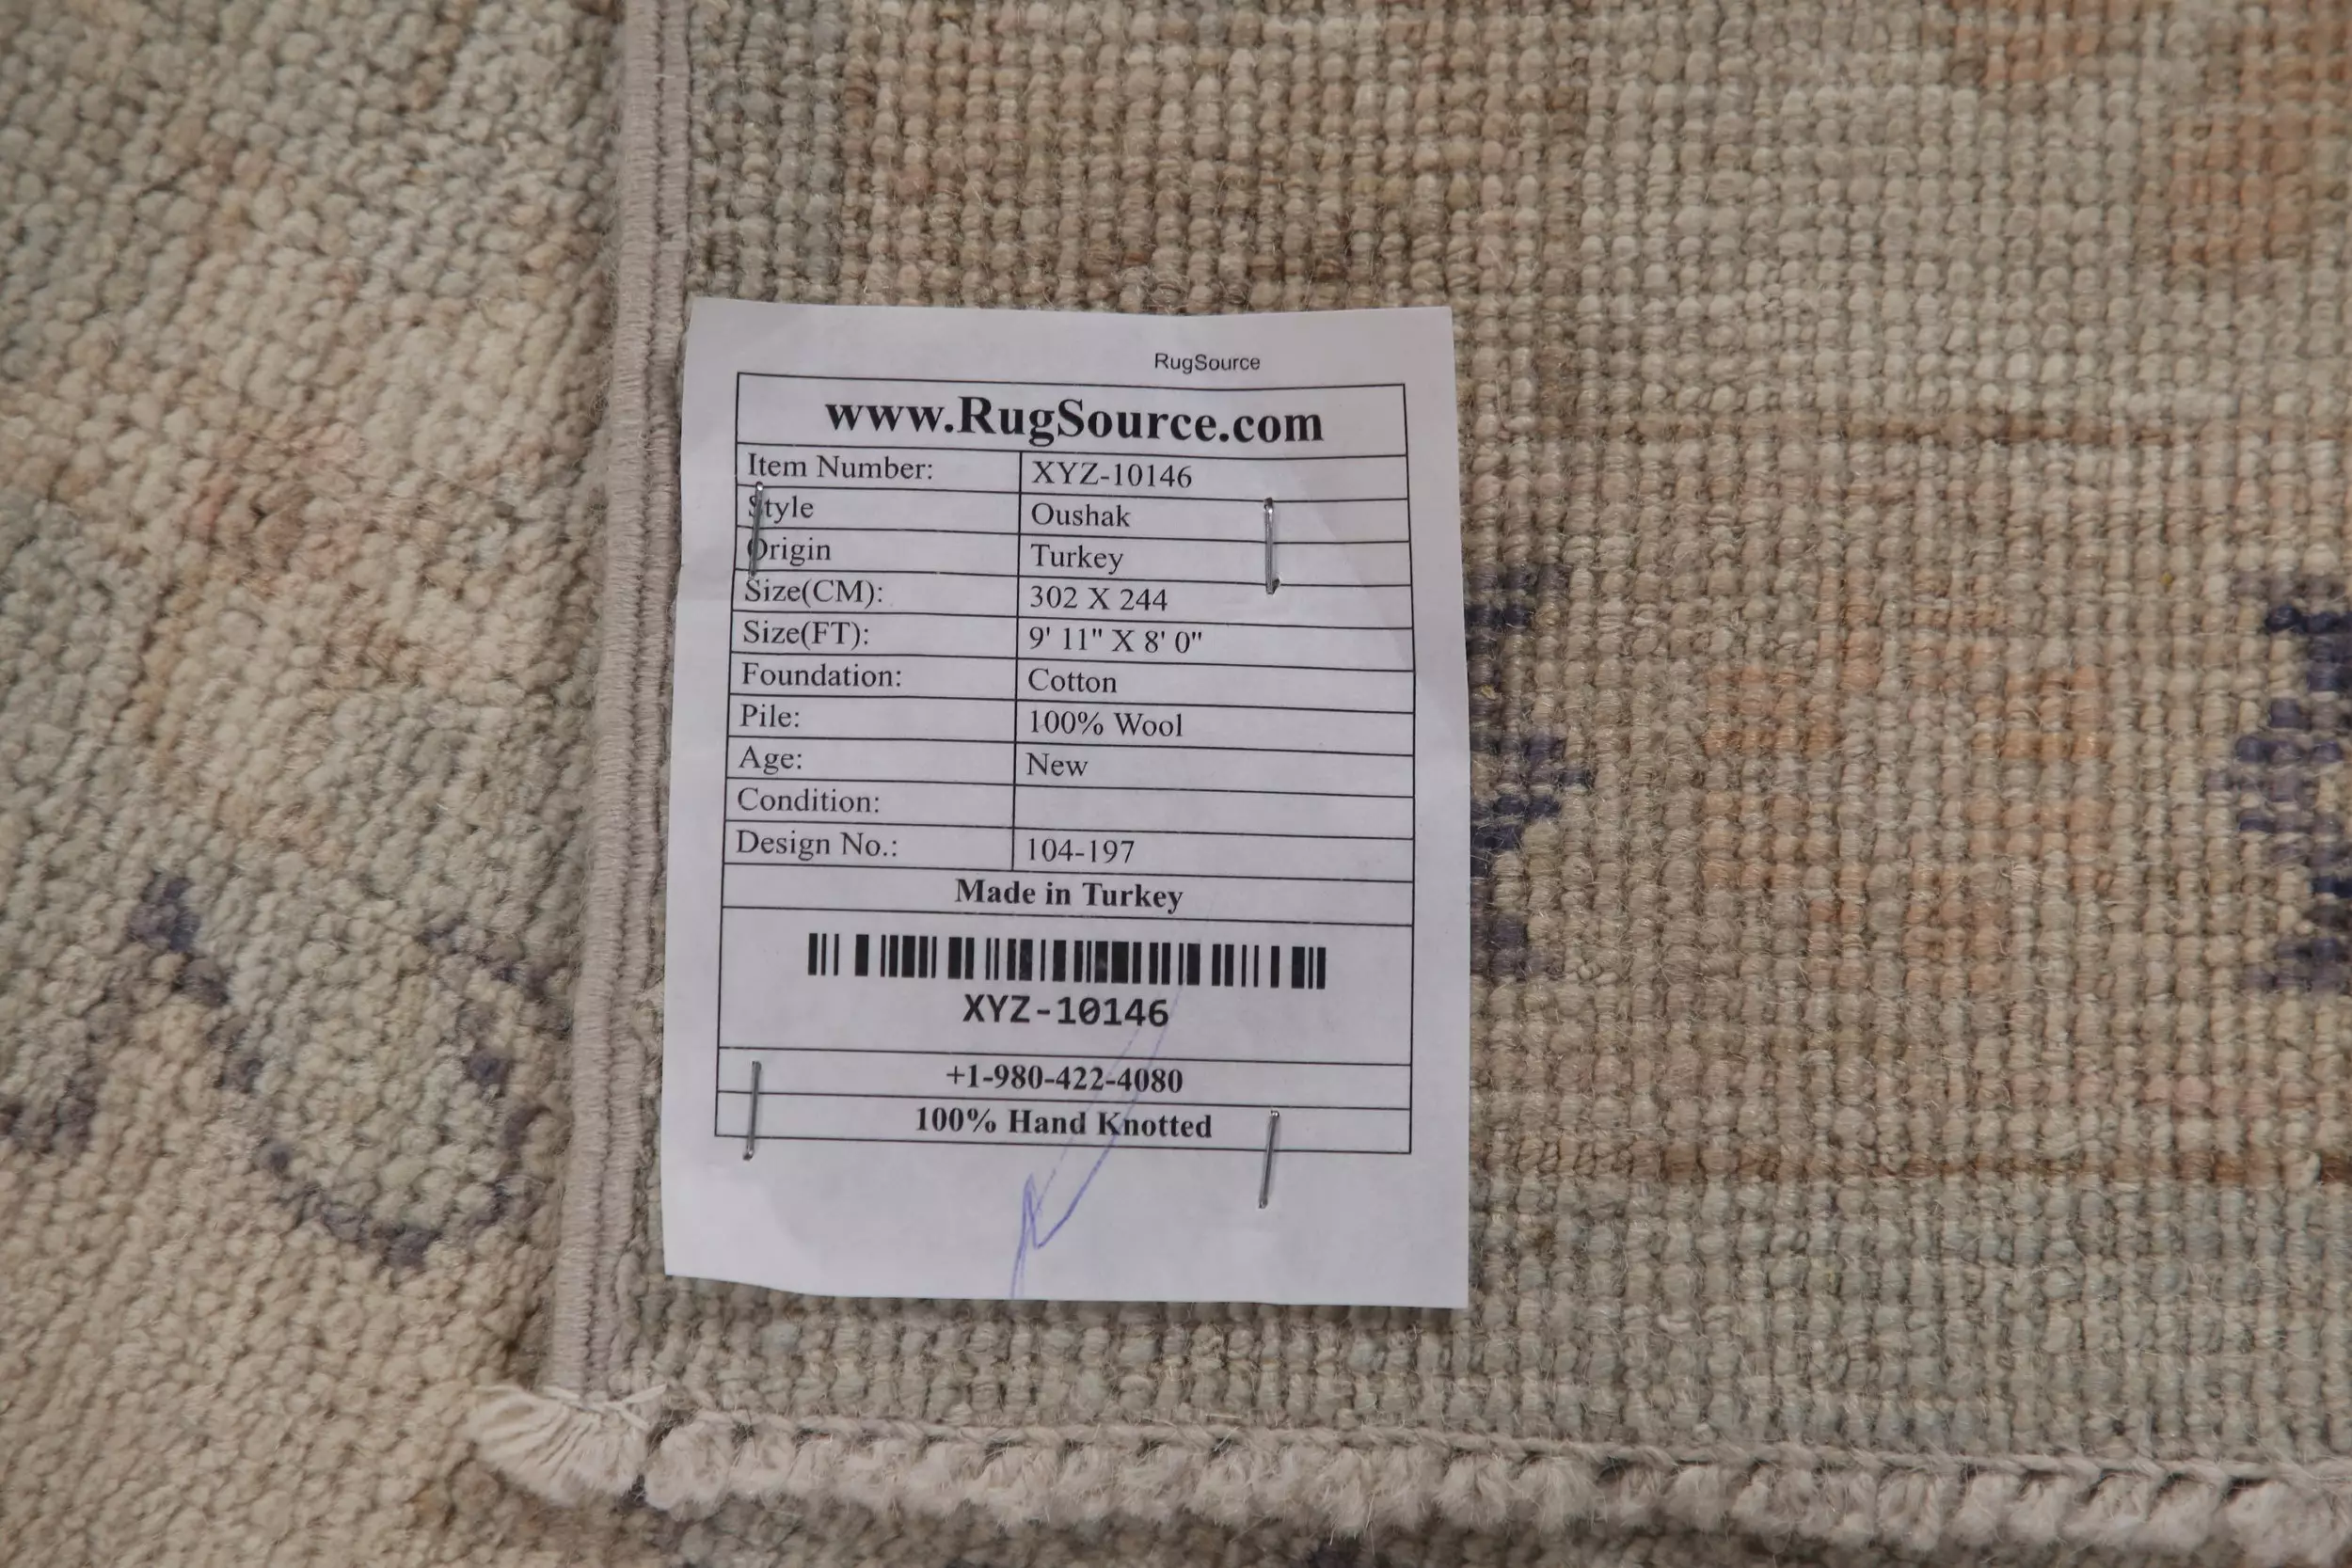 RugSource
www.RugSource.com
Item Number: XYZ-10146
Style Oushak
Origin Turkey
Size(CM): 302 X 244
Size(FT): 9' 11" X 8' 0"
Foundation: Cotton
Pile: 100% Wool
Age: New
Condition:
Design No.: 104-197
Made in Turkey
XYZ-10146
+1-980-422-4080
100% Hand Knotted